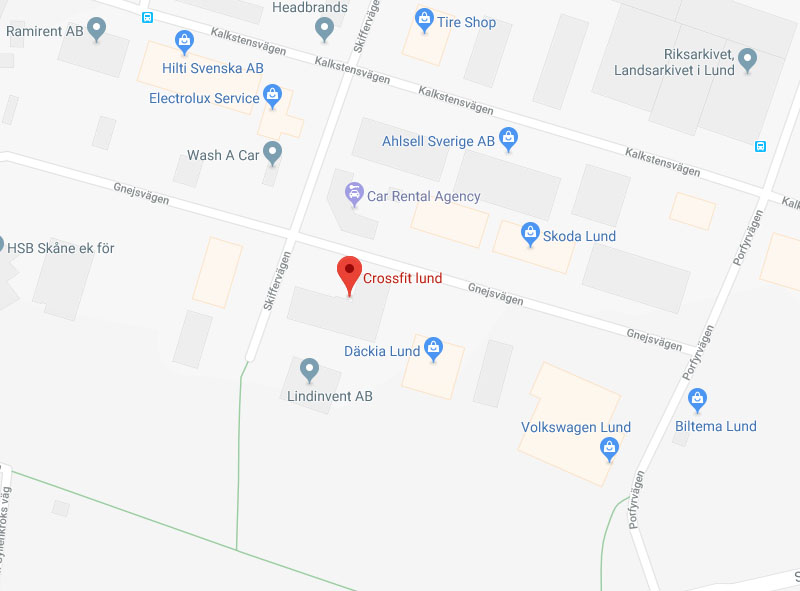 Headbrands
Skiffervägen
Tire Shop
Ramirent AB
Kalkstensvägen
Riksarkivet,
Landsarkivet i Lund
Hilti Svenska AB
Kalkstensvägen
Electrolux Service
Kalkstensvägen
Ahlsell Sverige AB
Wash A Car
Kalkstensvägen
Gnejsvägen
Car Rental Agency
Porfyrvägen
Skoda Lund
HSB Skåne ek för
Skiffervägen
Crossfit lund
Gnejsvägen
Gnejsvägen
Däckia Lund
Porfyrvägen
Lindinvent AB
Volkswagen Lund
Biltema Lund
Porfyrvägen